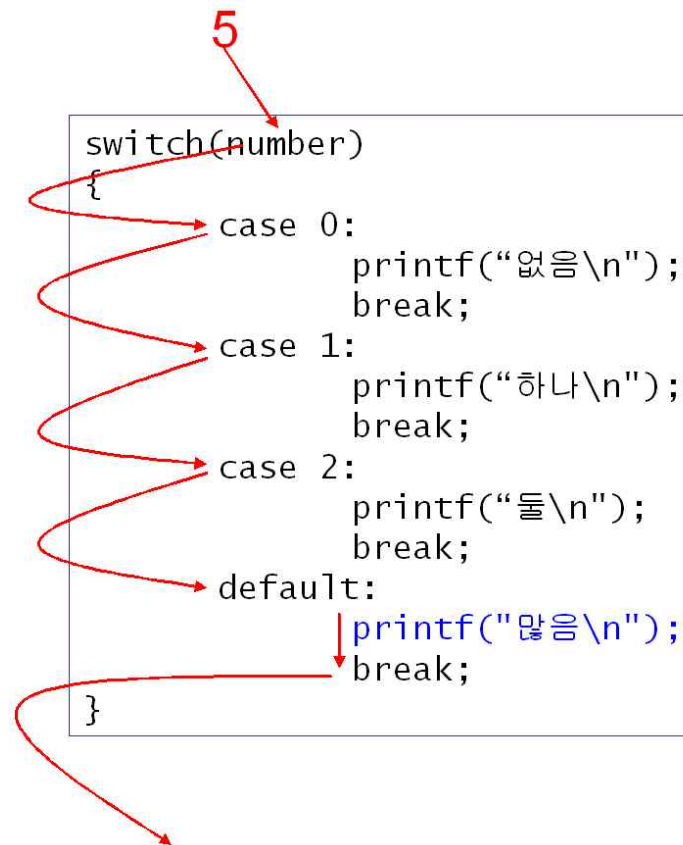 5
switch(number)
{
case 0:
printf(“없음\n");
break;
case 1:
printf(“하나\n");
break;
case 2:
printf(“둘\n");
break;
default:
printf("많음\n");
break;
}